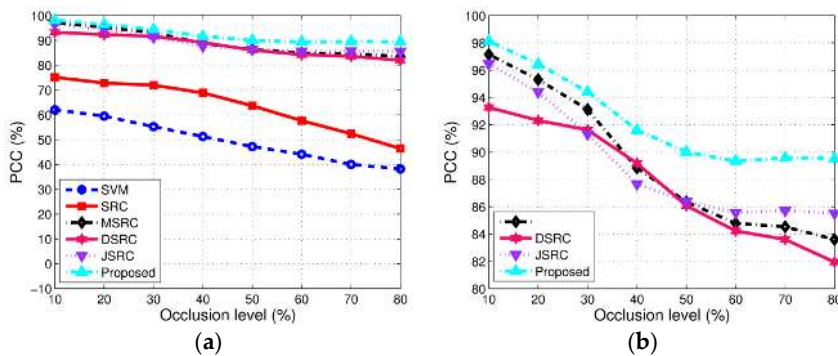 100
90
80
70
60
50
40
30
20
10
0
−10
PCC (%)
SVM
SRC
MSRC
DSRC
JSRC
Proposed
10 20 30 40 50 60 70 80
Occlusion level (%)
(a)
100
98
96
94
92
90
88
86
84
82
80
PCC (%)
DSRC
JSRC
Proposed
10 20 30 40 50 60 70 80
Occlusion level (%)
(b)